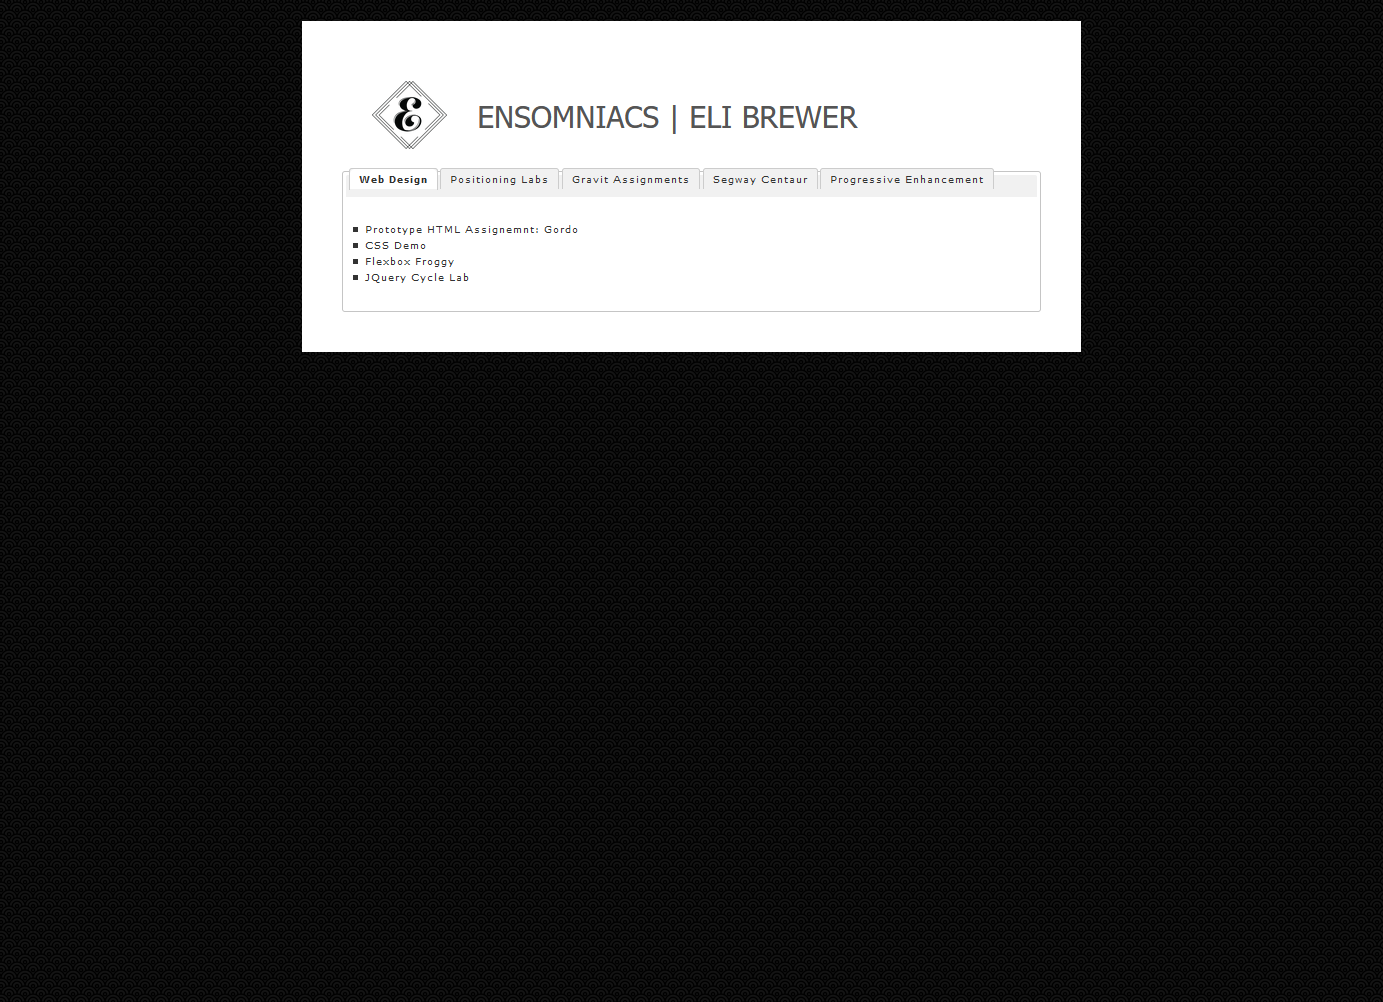 E
ENSOMNIACS | ELI BREWER
Web Design Positioning Labs Gravit Assignments Segway Centaur Progressive Enhancement
Prototype HTML Assignemnt: Gordo
CSS Demo
Flexbox Froggy
JQuery Cycle Lab